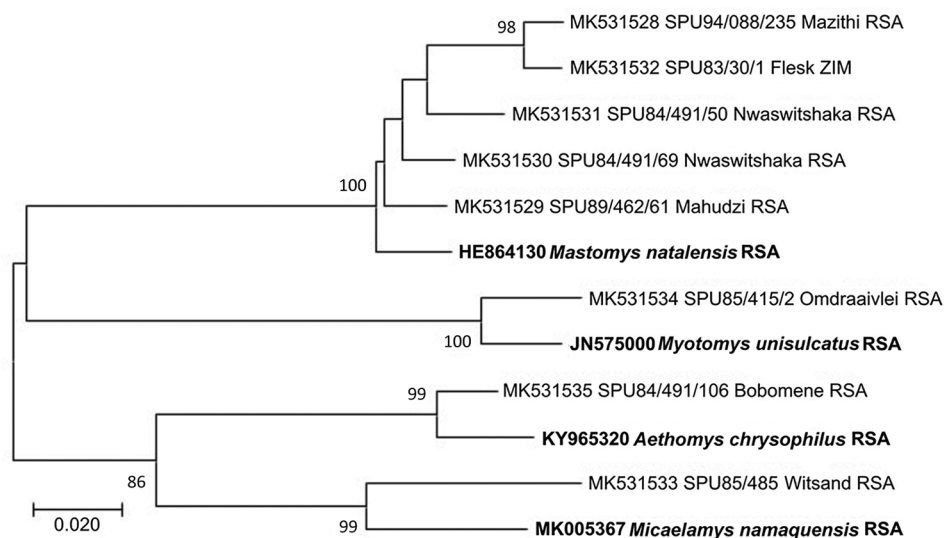 98
MK531528 SPU94/088/235 Mazithi RSA
MK531532 SPU83/30/1 Flesk ZIM
MK531531 SPU84/491/50 Nwaswitshaka RSA
MK531530 SPU84/491/69 Nwaswitshaka RSA
100
MK531529 SPU89/462/61 Mahudzi RSA
HE864130 Mastomys natalensis RSA
MK531534 SPU85/415/2 Omdraaivlei RSA
100
JN575000 Myotomys unisulcatus RSA
99
MK531535 SPU84/491/106 Bobomene RSA
KY965320 Aethomys chrysophilus RSA
86
MK531533 SPU85/485 Witsand RSA
99
MK005367 Micaelamys namaquensis RSA
0.020